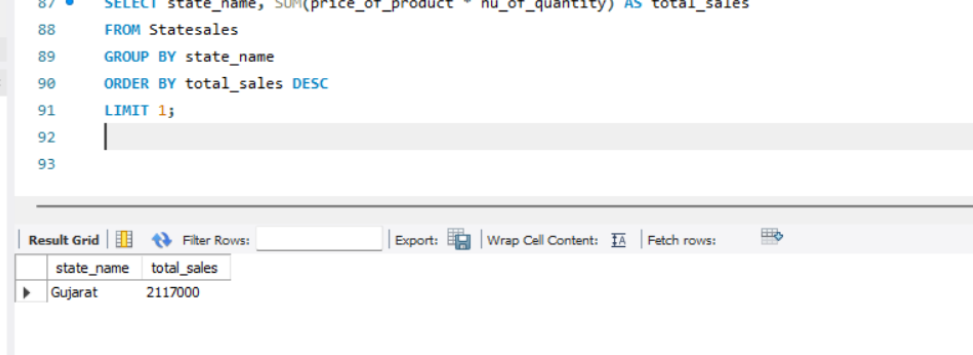 87 SELECT state_name, SUM(price_of_product * nu_of_quantity) AS total_sales
88 FROM Statesales
89 GROUP BY state_name
90 ORDER BY total_sales DESC
91 LIMIT 1;
92
93
Result Grid Filter Rows: Export: Wrap Cell Content: IA Fetch rows:
state_name total_sales
Gujarat 2117000